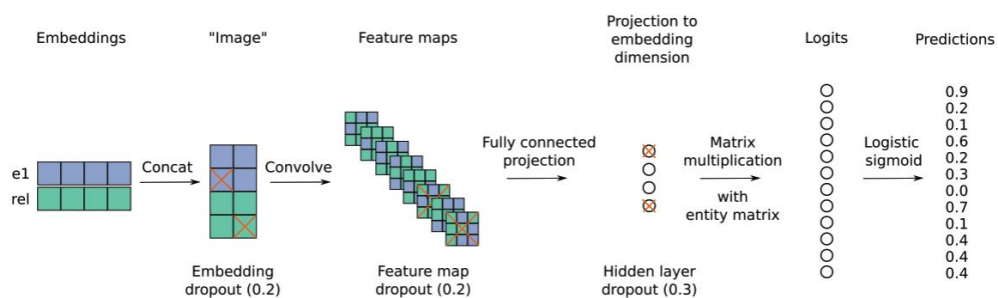 Embeddings
"Image"
Feature maps
Projection to
embedding
dimension
Logits
Predictions
e1
rel
Concat
Convolve
Fully connected
projection
Matrix
multiplication
with
entity matrix
Logistic
sigmoid
0.9
0.2
0.1
0.6
0.2
0.3
0.0
0.7
0.1
0.4
0.4
0.4
Embedding
dropout (0.2)
Feature map
dropout (0.2)
Hidden layer
dropout (0.3)